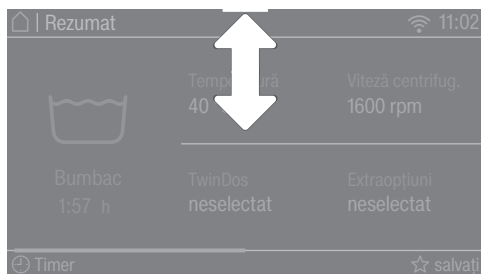 | Rezumat 11:02
Temperatură Viteză centrifug.
40 1600 rpm
Bumbac TwinDos Extraopțiuni
1:57 h neselectat neselectat
Timer salvați